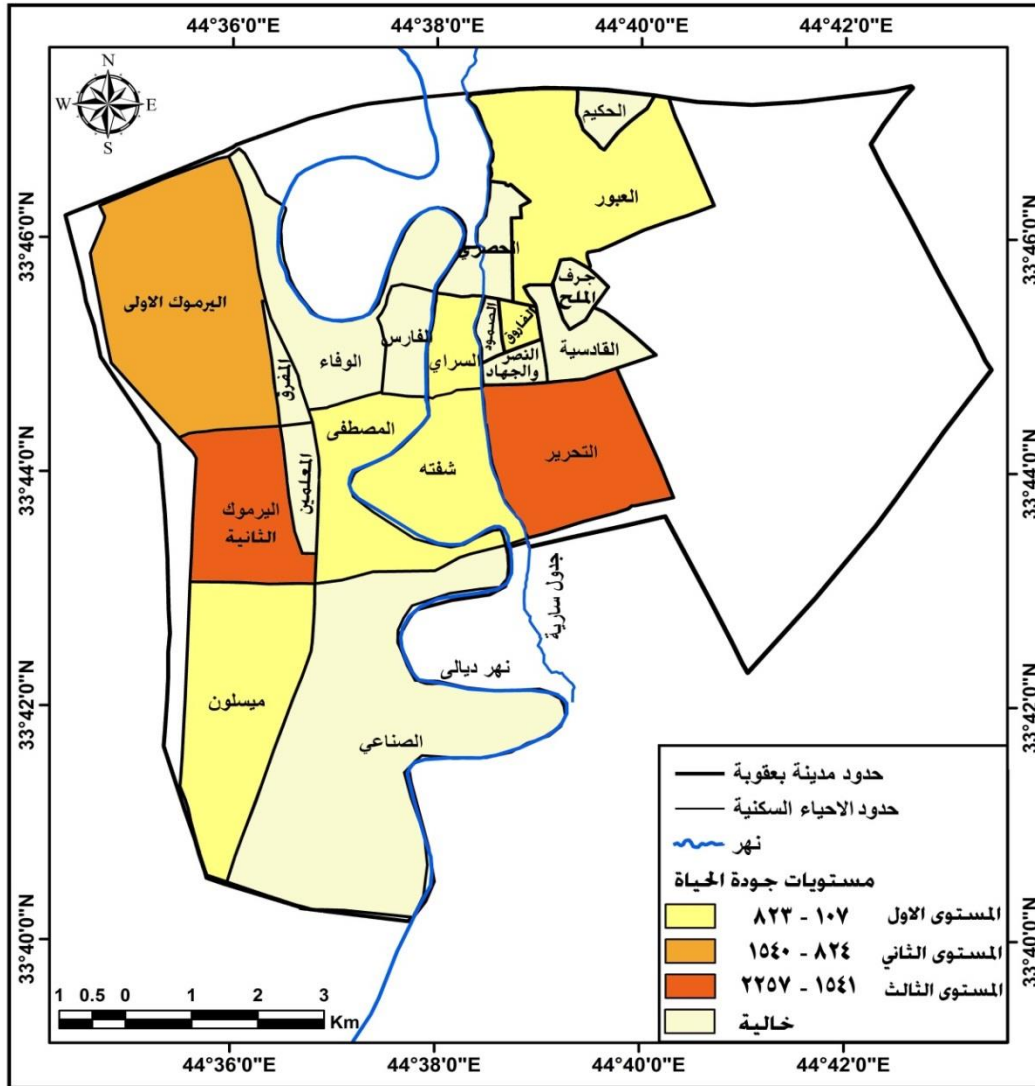 44°36'0"E 44°38'0"E 44°40'0"E 44°42'0"E
N
W E
S
33°46'0"N
33°44'0"N
33°42'0"N
33°40'0"N
33°46'0"N
33°44'0"N
33°42'0"N
33°40'0"N
الحكيم
العبور
الحصري
جرف
الملح
اليرموك الاولى
الفارس
الصمود
الفاروق
القادسية
الوفاء
السراي
النصر
والجهاد
المفرق
المصطفى
شفته
التحرير
المعلمين
اليرموك
الثانية
جدول سارية
نهر ديالى
ميسلون
الصناعي
حدود مدينة بعقوبة
حدود الاحياء السكنية
نهر
مستويات جودة الحياة
المستوى الاول ١٠٧ - ٨٢٣
المستوى الثاني ٨٢٤ - ١٥٤٠
المستوى الثالث ١٥٤١ - ٢٢٥٧
خالية
1 0.5 0 1 2 3
Km
44°36'0"E 44°38'0"E 44°40'0"E 44°42'0"E